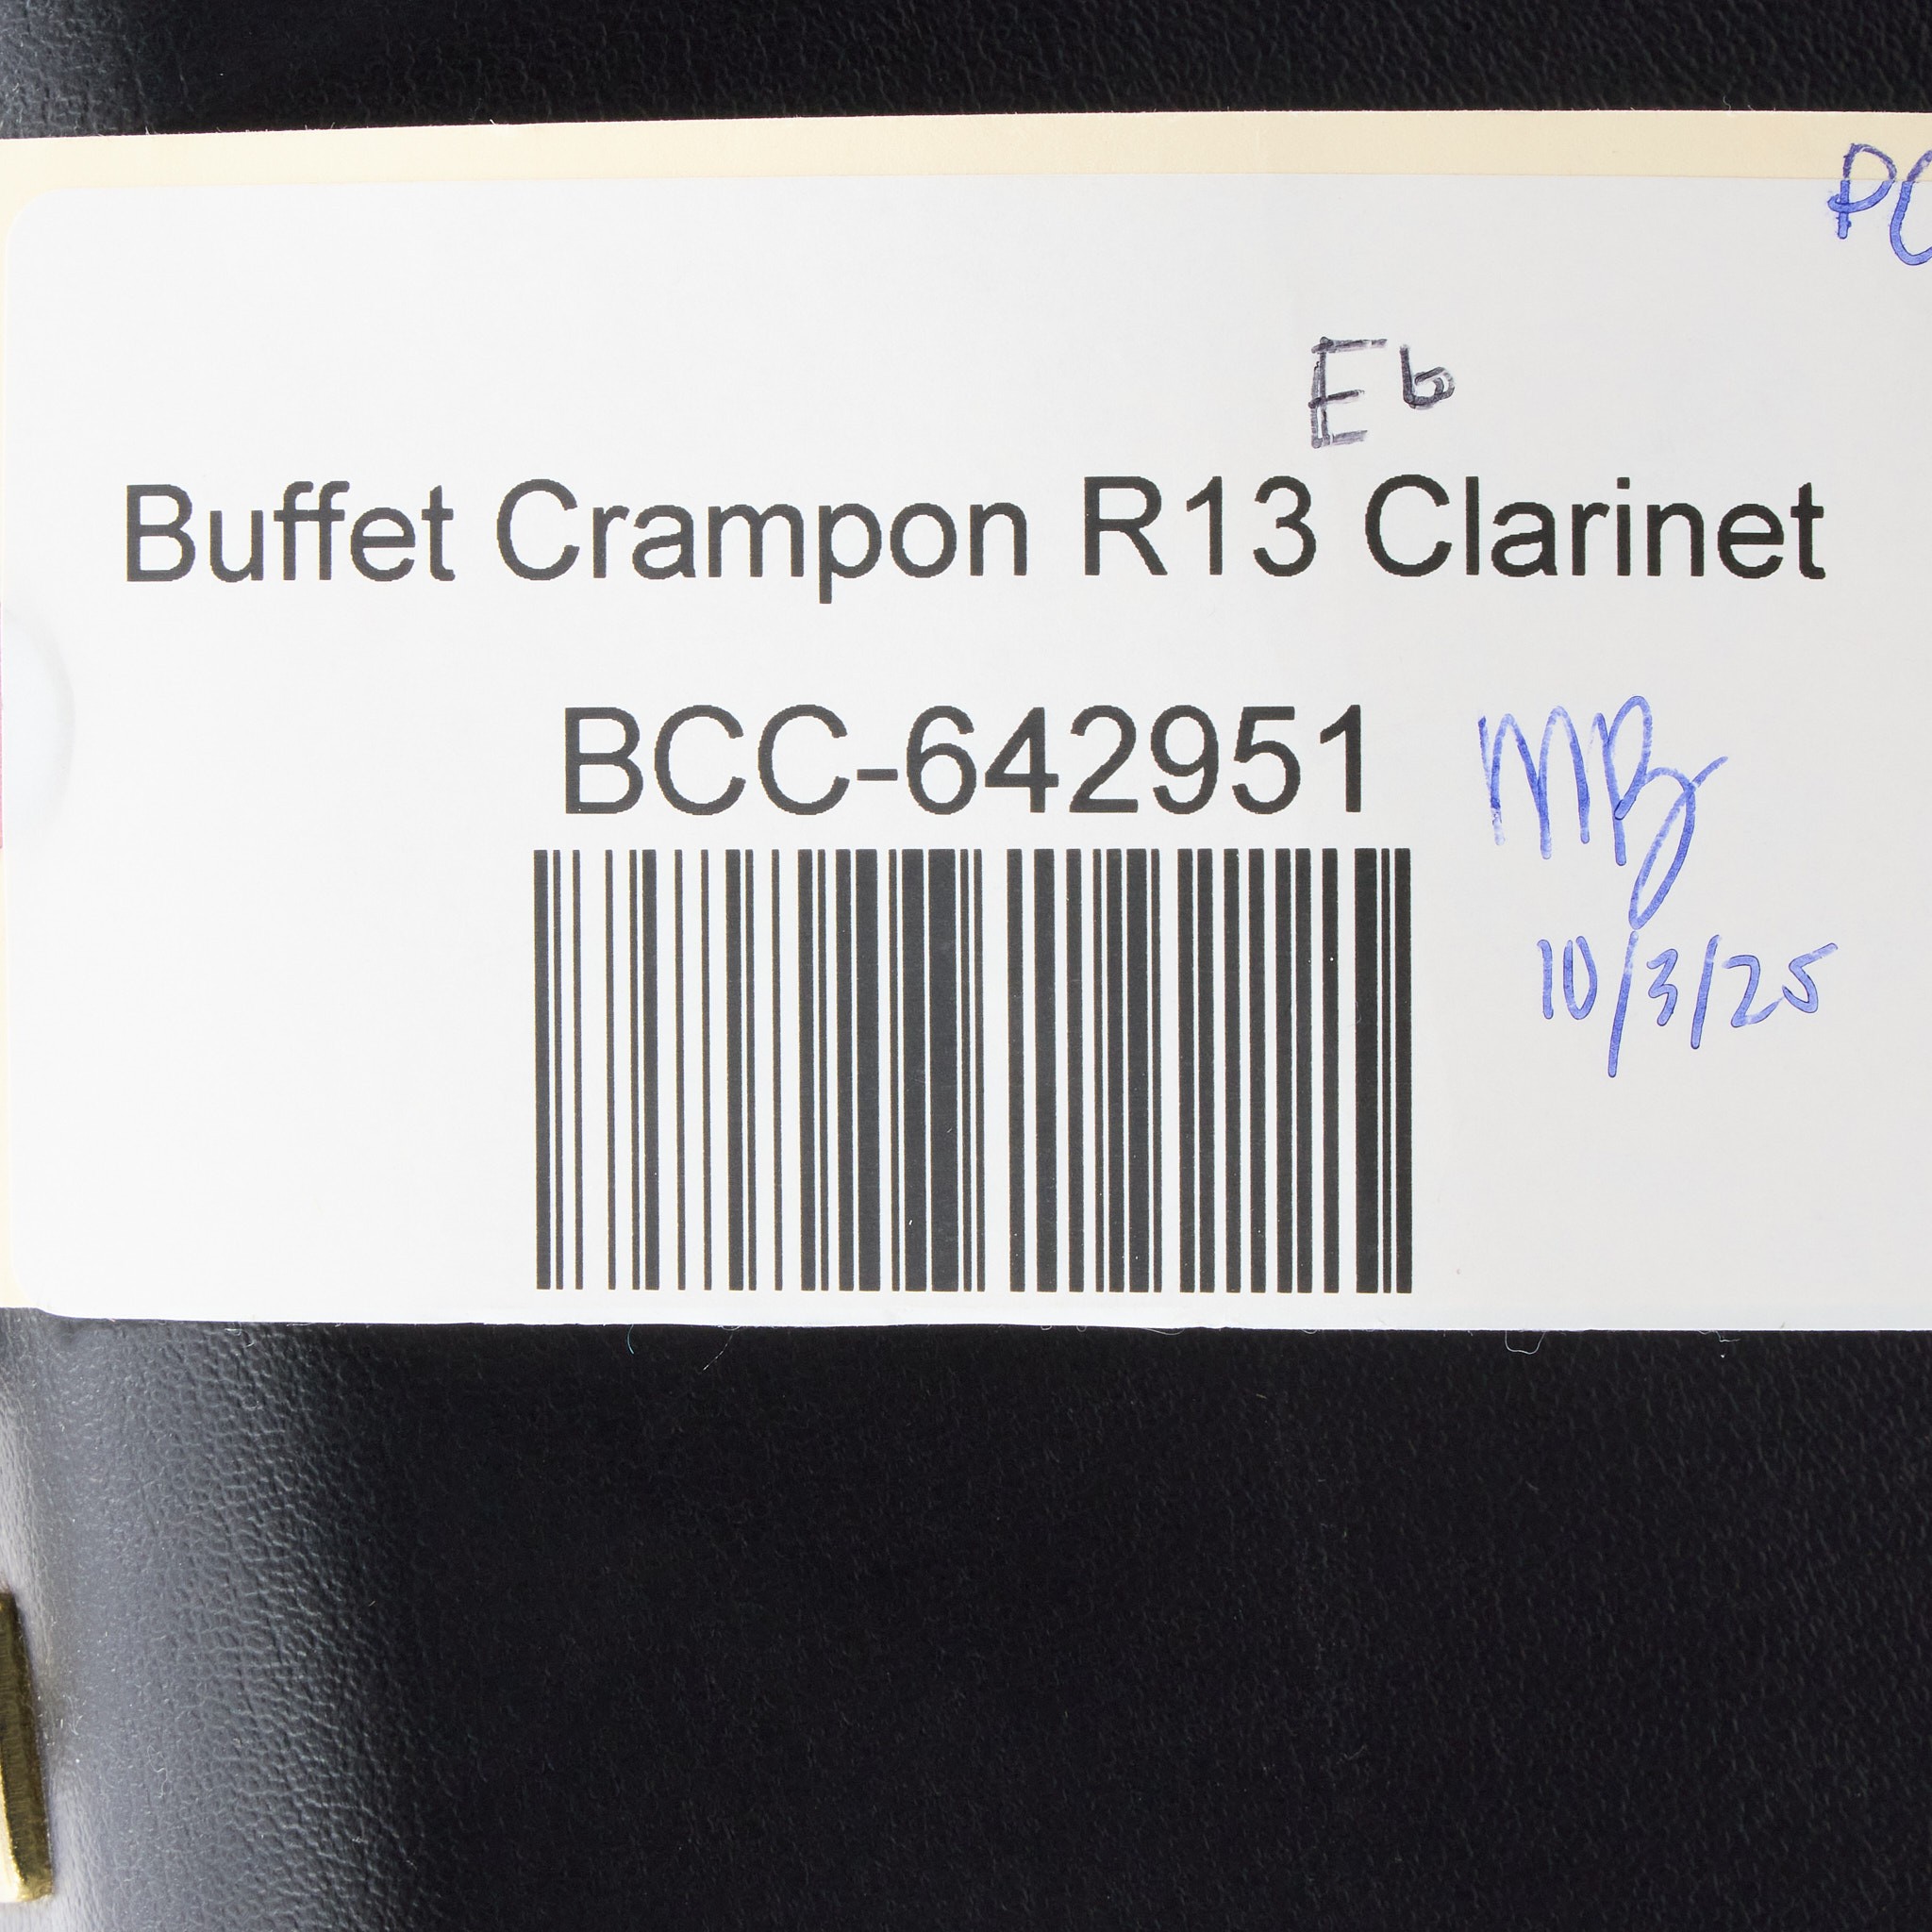 PC
E♭
Buffet Crampon R13 Clarinet
BCC-642951
MB
10/3/25